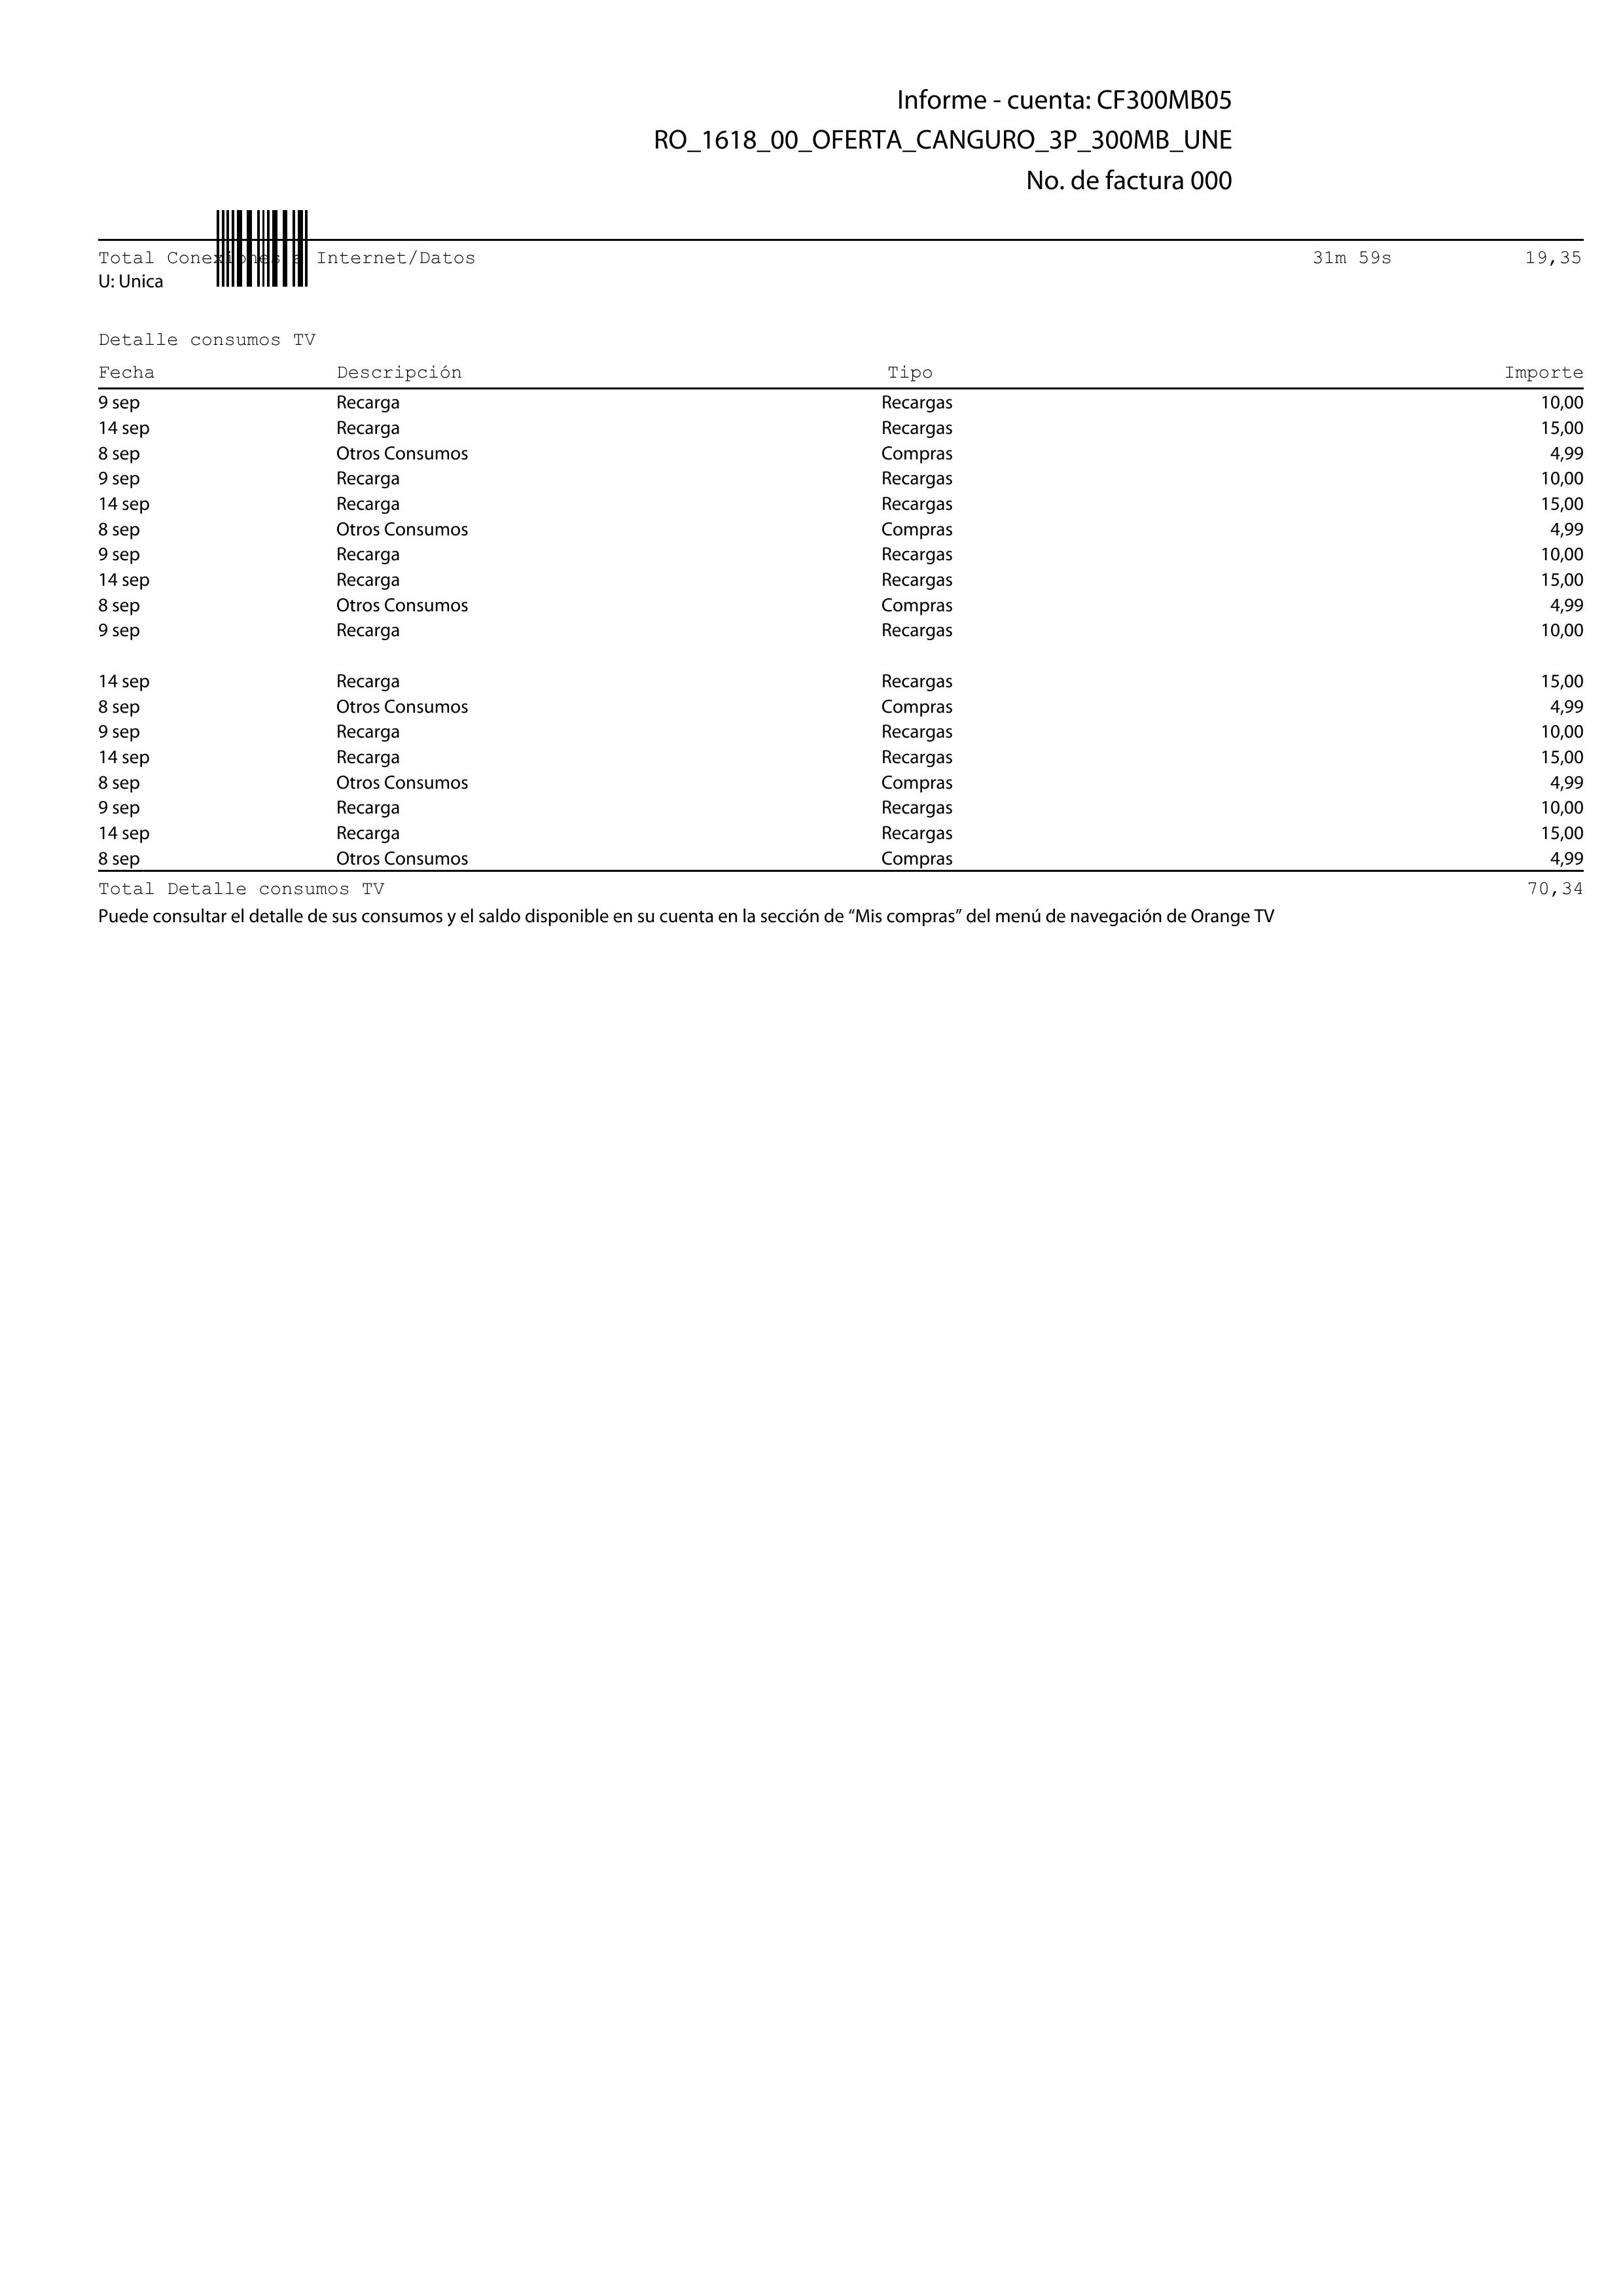 Informe - cuenta: CF300MB05
RO_1618_00_OFERTA_CANGURO_3P_300MB_UNE
No. de factura 000
Total Conexiones a Internet/Datos 31m 59s 19,35
U: Unica
Detalle consumos TV
Fecha Descripción Tipo Importe
9 sep Recarga Recargas 10,00
14 sep Recarga Recargas 15,00
8 sep Otros Consumos Compras 4,99
9 sep Recarga Recargas 10,00
14 sep Recarga Recargas 15,00
8 sep Otros Consumos Compras 4,99
9 sep Recarga Recargas 10,00
14 sep Recarga Recargas 15,00
8 sep Otros Consumos Compras 4,99
9 sep Recarga Recargas 10,00
14 sep Recarga Recargas 15,00
8 sep Otros Consumos Compras 4,99
9 sep Recarga Recargas 10,00
14 sep Recarga Recargas 15,00
8 sep Otros Consumos Compras 4,99
9 sep Recarga Recargas 10,00
14 sep Recarga Recargas 15,00
8 sep Otros Consumos Compras 4,99
Total Detalle consumos TV 70,34
Puede consultar el detalle de sus consumos y el saldo disponible en su cuenta en la sección de “Mis compras” del menú de navegación de Orange TV